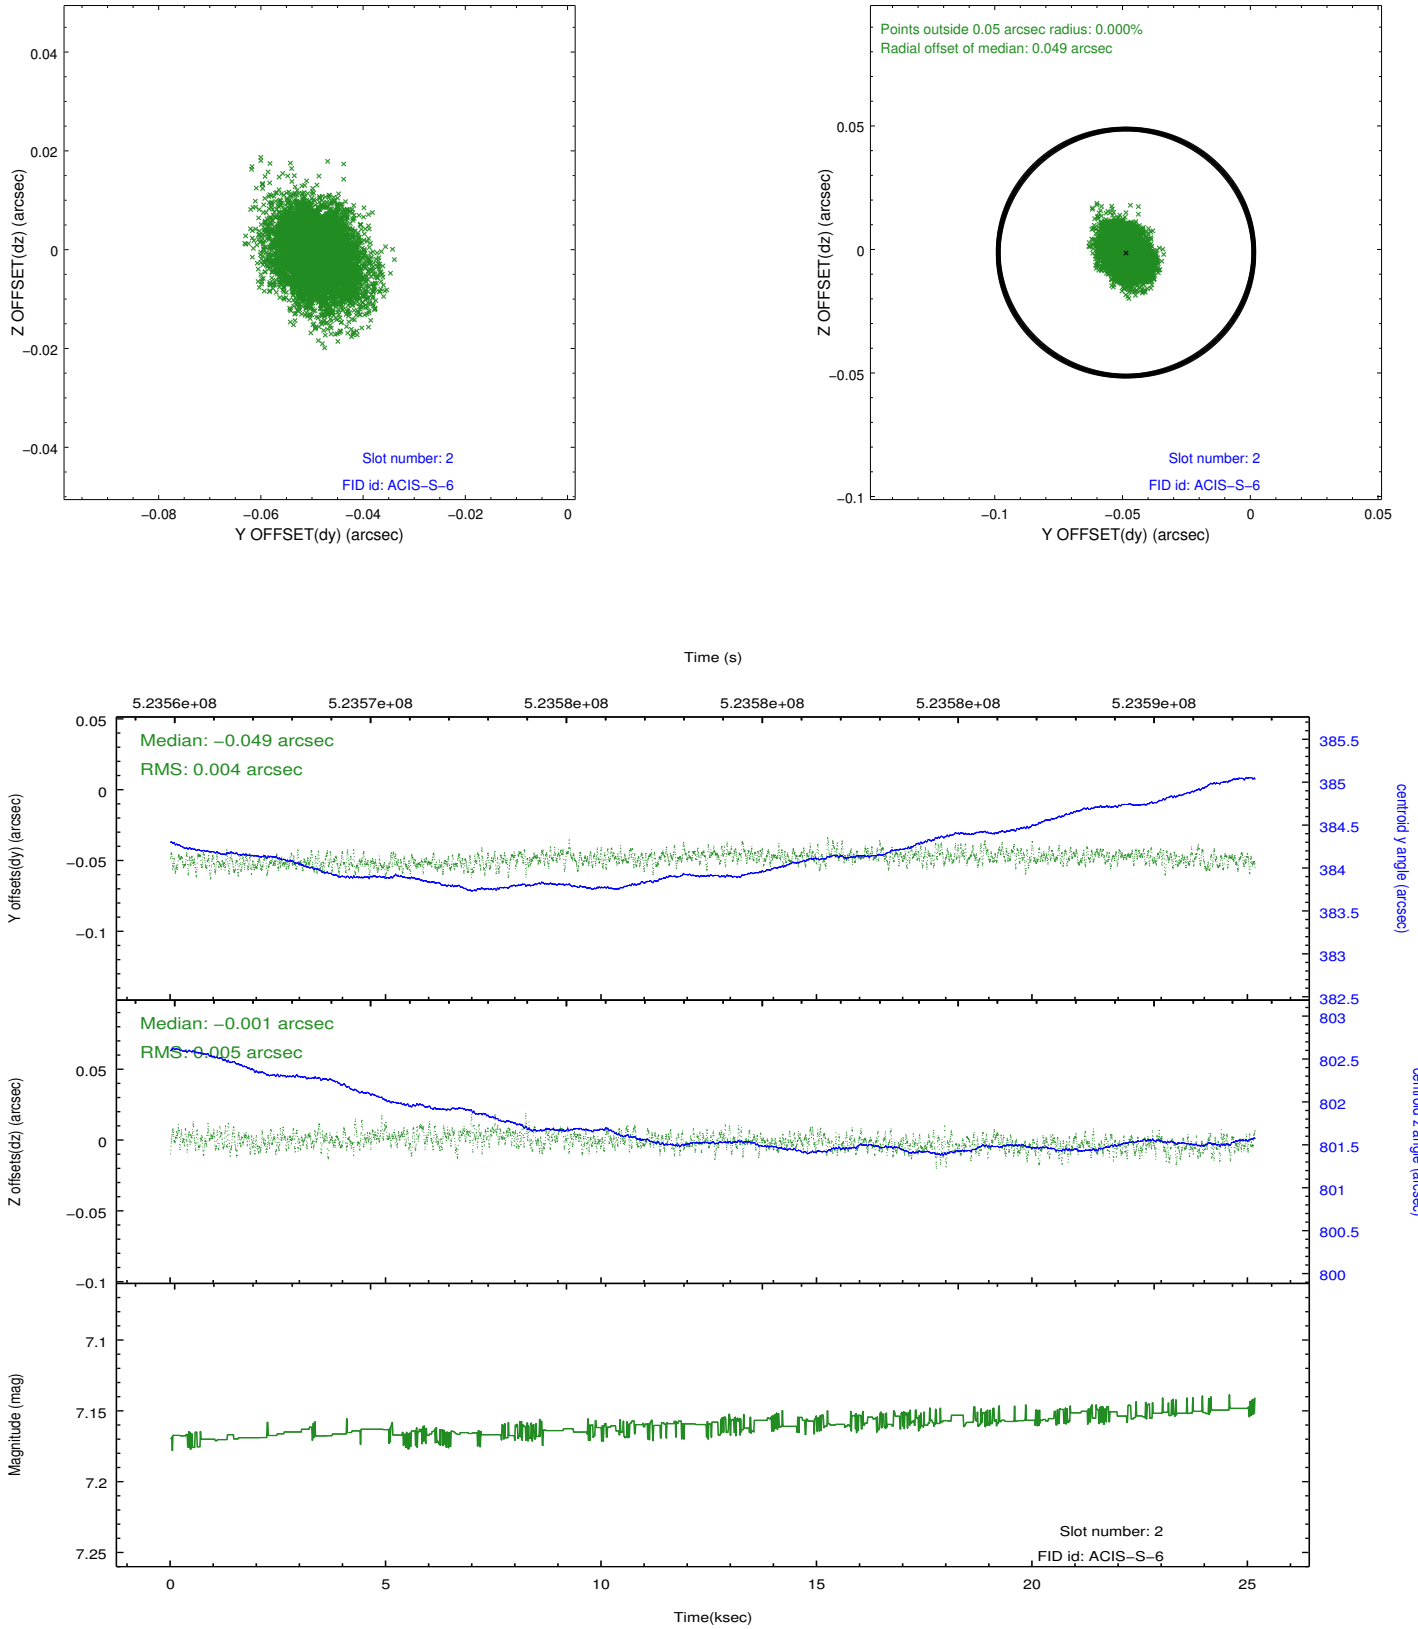 0.04
0.02
0
−0.02
−0.04
Z OFFSET(dz) (arcsec)
Slot number: 2
FID id: ACIS−S−6
−0.08
−0.06
−0.04
−0.02
0
Y OFFSET(dy) (arcsec)
Points outside 0.05 arcsec radius: 0.000%
Radial offset of median: 0.049 arcsec
0.05
0
−0.05
−0.1
Z OFFSET(dz) (arcsec)
Slot number: 2
FID id: ACIS−S−6
−0.1
−0.05
0
0.05
Y OFFSET(dy) (arcsec)
Time (s)
5.2356e+08
5.2357e+08
5.2358e+08
5.2358e+08
5.2358e+08
5.2359e+08
Median: −0.049 arcsec
RMS: 0.004 arcsec
0.05
0
−0.05
−0.1
Y offsets(dy) (arcsec)
385.5
385
384.5
384
383.5
383
382.5
centroid y angle (arcsec)
Median: −0.001 arcsec
RMS: 0.005 arcsec
0.05
0
−0.05
−0.1
Z offsets(dz) (arcsec)
803
802.5
802
801.5
801
800.5
800
centroid z angle (arcsec)
7.1
7.15
7.2
7.25
Magnitude (mag)
Slot number: 2
FID id: ACIS−S−6
0
5
10
15
20
25
Time(ksec)